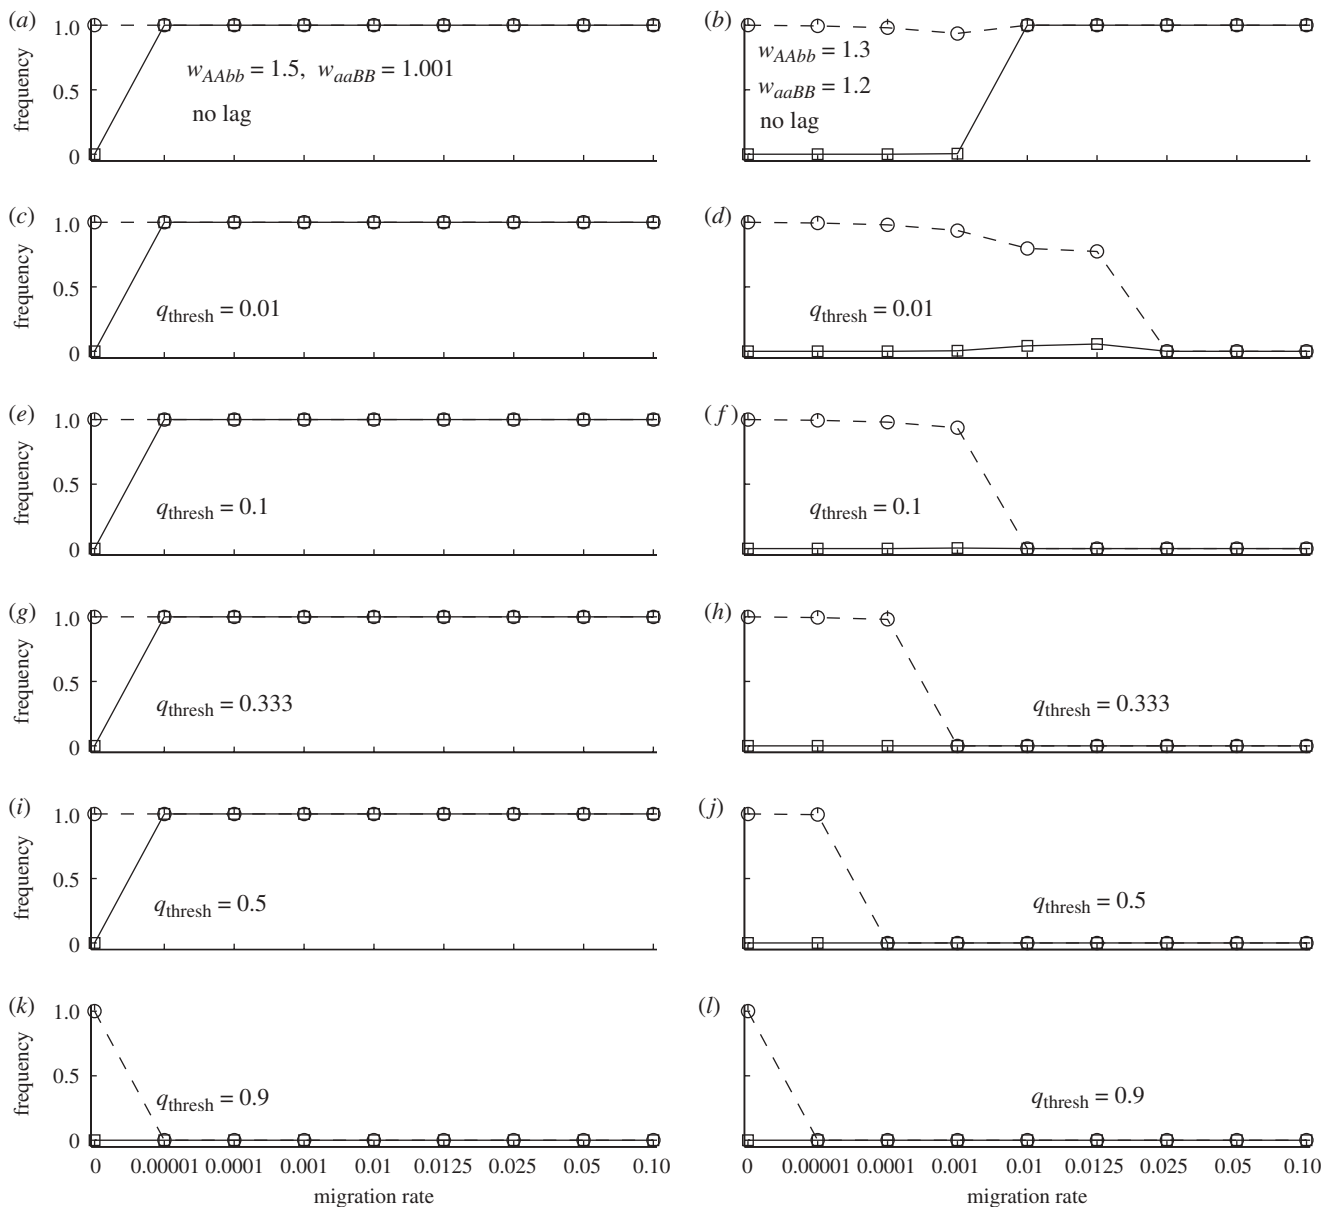 (a)
1.0
0.5
0
frequency
w_AAbb = 1.5, w_aaBB = 1.001
no lag
(b)
w_AAbb = 1.3
w_aaBB = 1.2
no lag
(c)
1.0
0.5
0
frequency
q_thresh = 0.01
(d)
q_thresh = 0.01
(e)
1.0
0.5
0
frequency
q_thresh = 0.1
(f)
q_thresh = 0.1
(g)
1.0
0.5
0
frequency
q_thresh = 0.333
(h)
q_thresh = 0.333
(i)
1.0
0.5
0
frequency
q_thresh = 0.5
(j)
q_thresh = 0.5
(k)
1.0
0.5
0
frequency
q_thresh = 0.9
0 0.00001 0.0001 0.001 0.01 0.0125 0.025 0.05 0.10
migration rate
(l)
q_thresh = 0.9
0 0.00001 0.0001 0.001 0.01 0.0125 0.025 0.05 0.10
migration rate